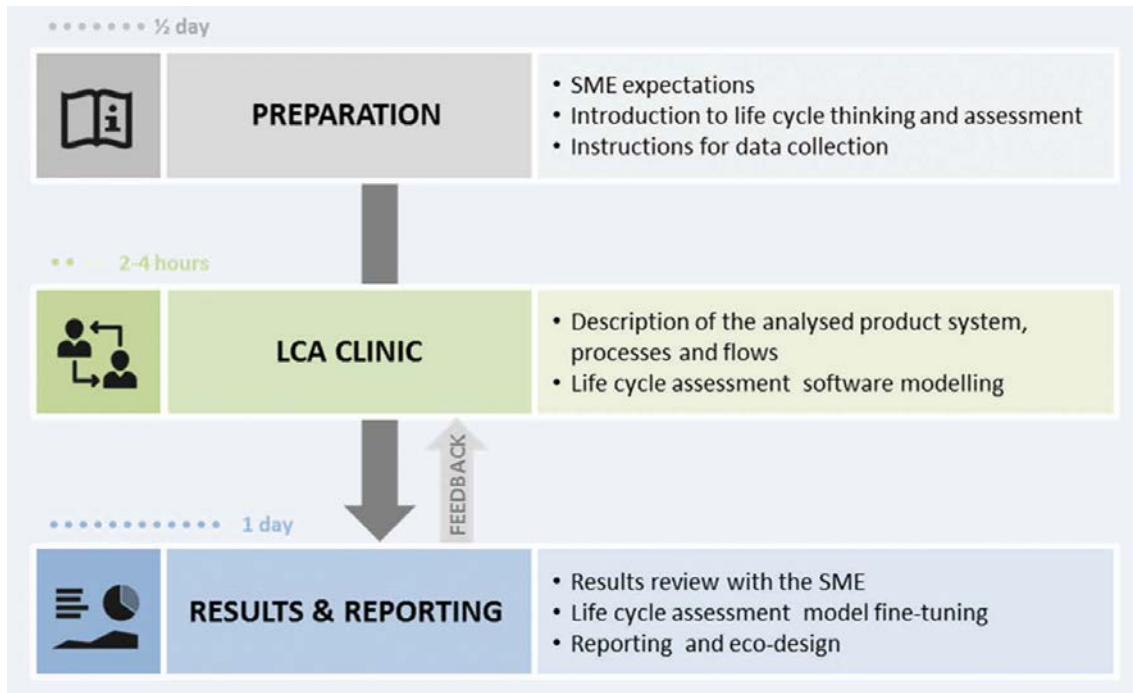 ½ day
PREPARATION
• SME expectations
• Introduction to life cycle thinking and assessment
• Instructions for data collection
2-4 hours
LCA CLINIC
• Description of the analysed product system,
processes and flows
• Life cycle assessment software modelling
FEEDBACK
1 day
RESULTS & REPORTING
• Results review with the SME
• Life cycle assessment model fine-tuning
• Reporting and eco-design